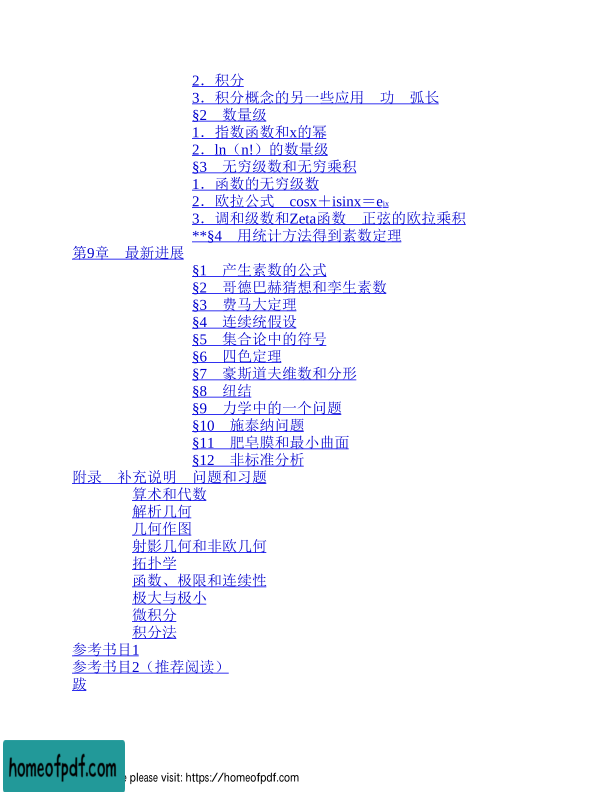 2．积分
3．积分概念的另一些应用　功　弧长
§2　数量级
1．指数函数和x的幂
2．ln（n!）的数量级
§3　无穷级数和无穷乘积
1．函数的无穷级数
2．欧拉公式　cosx＋isinx＝eix
3．调和级数和Zeta函数　正弦的欧拉乘积
**§4　用统计方法得到素数定理
第9章　最新进展
§1　产生素数的公式
§2　哥德巴赫猜想和孪生素数
§3　费马大定理
§4　连续统假设
§5　集合论中的符号
§6　四色定理
§7　豪斯道夫维数和分形
§8　纽结
§9　力学中的一个问题
§10　施泰纳问题
§11　肥皂膜和最小曲面
§12　非标准分析
附录　补充说明　问题和习题
算术和代数
解析几何
几何作图
射影几何和非欧几何
拓扑学
函数、极限和连续性
极大与极小
微积分
积分法
参考书目1
参考书目2（推荐阅读）
跋
homeofpdf.com
e please visit: https://homeofpdf.com